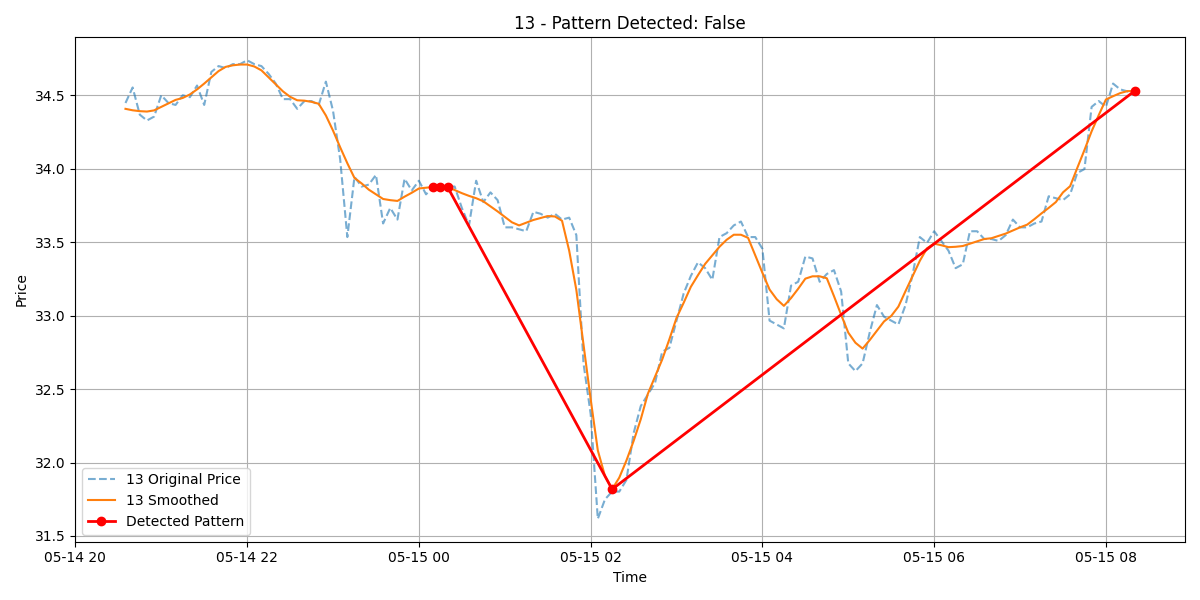 13 - Pattern Detected: False
Price
34.5
34.0
33.5
33.0
32.5
32.0
31.5
13 Original Price
13 Smoothed
Detected Pattern
05-14 20 05-14 22 05-15 00 05-15 02 05-15 04 05-15 06 05-15 08
Time